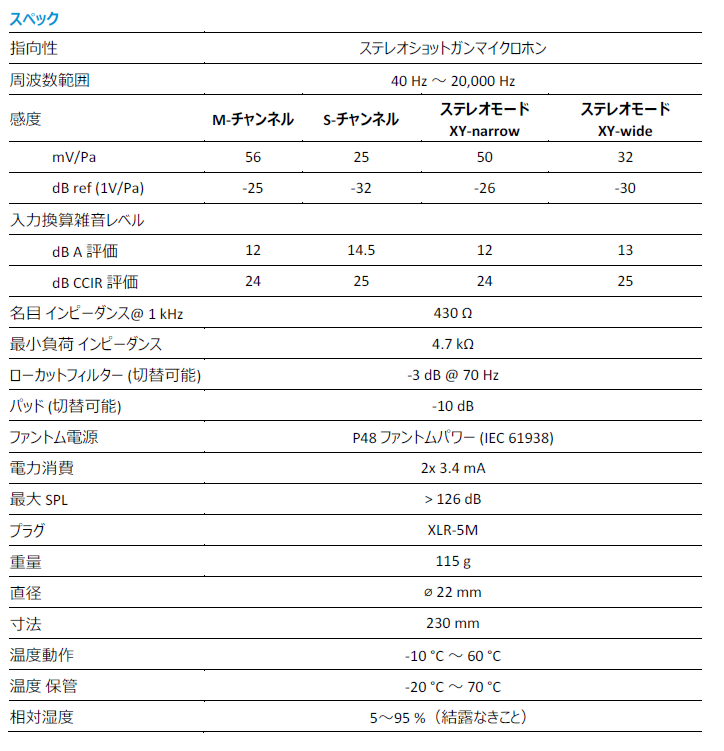 スペック
指向性 ステレオショットガンマイクロホン
周波数範囲 40 Hz ～ 20,000 Hz
感度 M-チャンネル S-チャンネル ステレオモード XY-narrow ステレオモード XY-wide
mV/Pa 56 25 50 32
dB ref (1V/Pa) -25 -32 -26 -30
入力換算雑音レベル
dB A 評価 12 14.5 12 13
dB CCIR 評価 24 25 24 25
名目 インピーダンス@ 1 kHz 430 Ω
最小負荷 インピーダンス 4.7 kΩ
ローカットフィルター (切替可能) -3 dB @ 70 Hz
パッド (切替可能) -10 dB
ファントム電源 P48 ファントムパワー (IEC 61938)
電力消費 2x 3.4 mA
最大 SPL > 126 dB
プラグ XLR-5M
重量 115 g
直径 ⌀ 22 mm
寸法 230 mm
温度動作 -10 °C ～ 60 °C
温度 保管 -20 °C ～ 70 °C
相対湿度 5～95 %（結露なきこと）